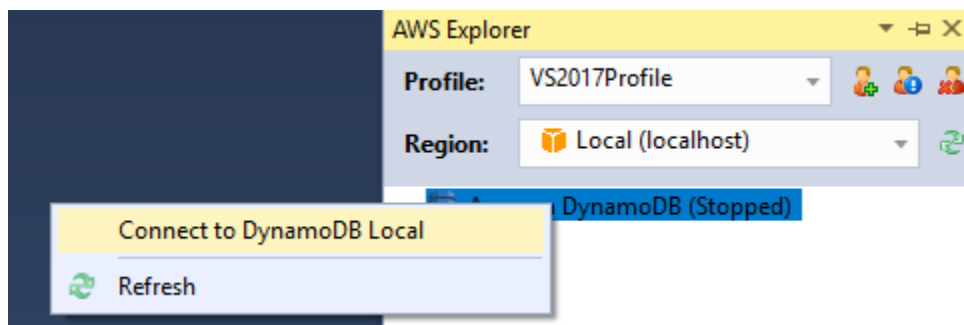 AWS Explorer
Profile: VS2017Profile
Region: Local (localhost)
DynamoDB (Stopped)
Connect to DynamoDB Local
Refresh